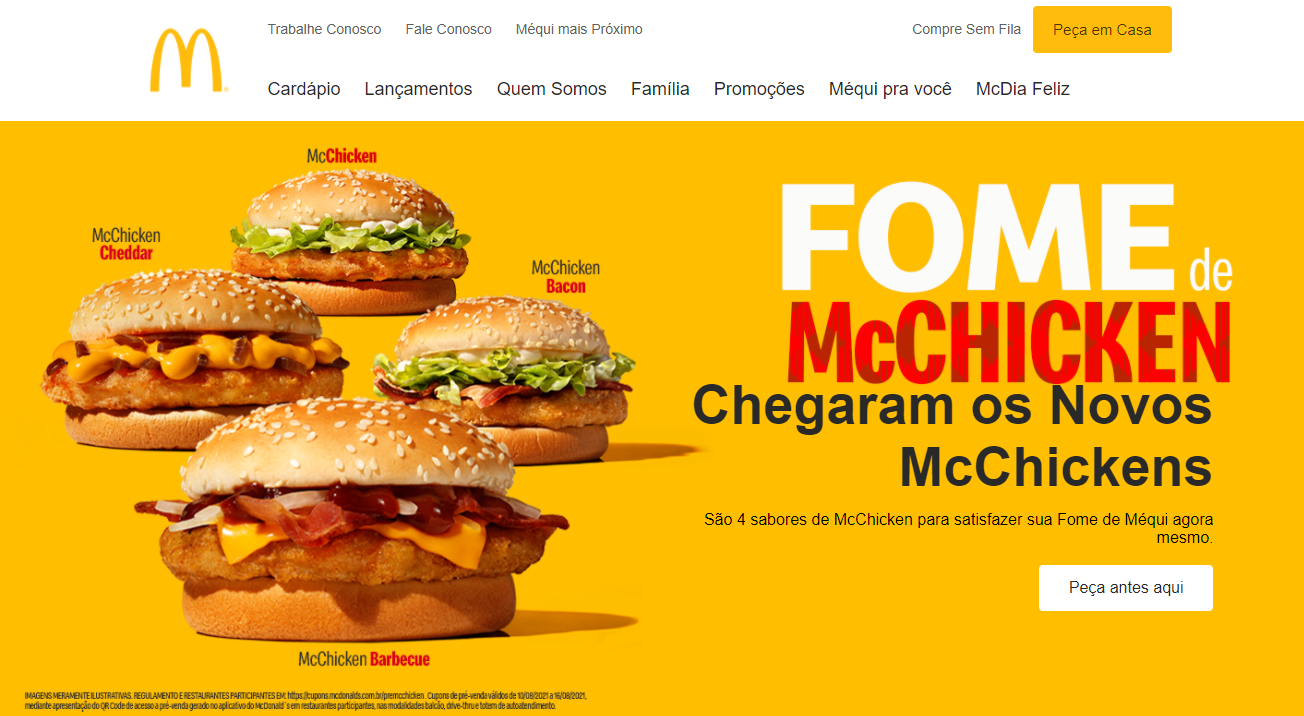 Trabalhe Conosco Fale Conosco Méqui mais Próximo Compre Sem Fila Peça em Casa
Cardápio Lançamentos Quem Somos Família Promoções Méqui pra você McDia Feliz
McChicken
McChicken
Cheddar
McChicken
Bacon
McChicken Barbecue
FOME de
McCHICKEN
Chegaram os Novos
McChickens
São 4 sabores de McChicken para satisfazer sua Fome de Méqui agora
mesmo.
Peça antes aqui
IMAGENS MERAMENTE ILUSTRATIVAS. REGULAMENTO E RESTAURANTES PARTICIPANTES EM: https://cupons.mcdonalds.com.br/premcchicken . Cupons de pré-venda válidos de 10/08/2021 a 16/08/2021,
mediante apresentação do QR Code de acesso a pré-venda gerado no aplicativo do McDonald´s em restaurantes participantes, nas modalidades balcão, drive-thru e totem de autoatendimento.